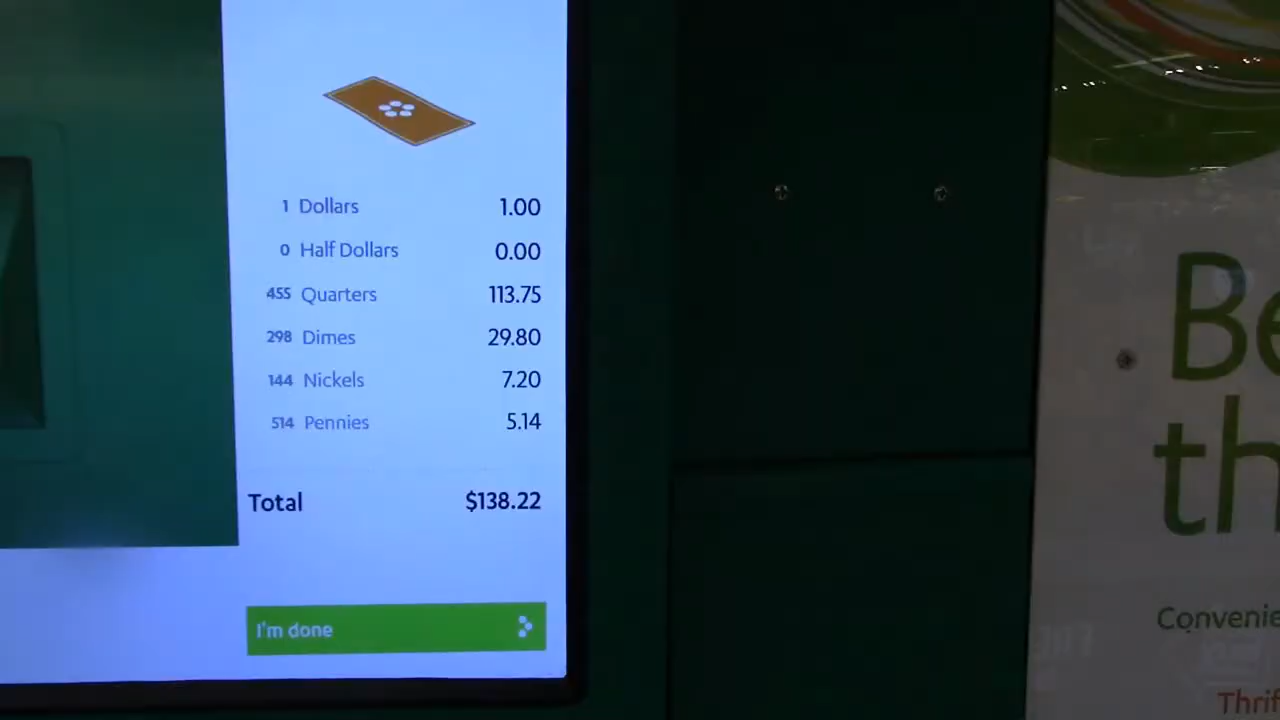 1 Dollars 1.00
0 Half Dollars 0.00
455 Quarters 113.75
298 Dimes 29.80
144 Nickels 7.20
514 Pennies 5.14
Total $138.22
I'm done
Be
th
Convenie
Thrif